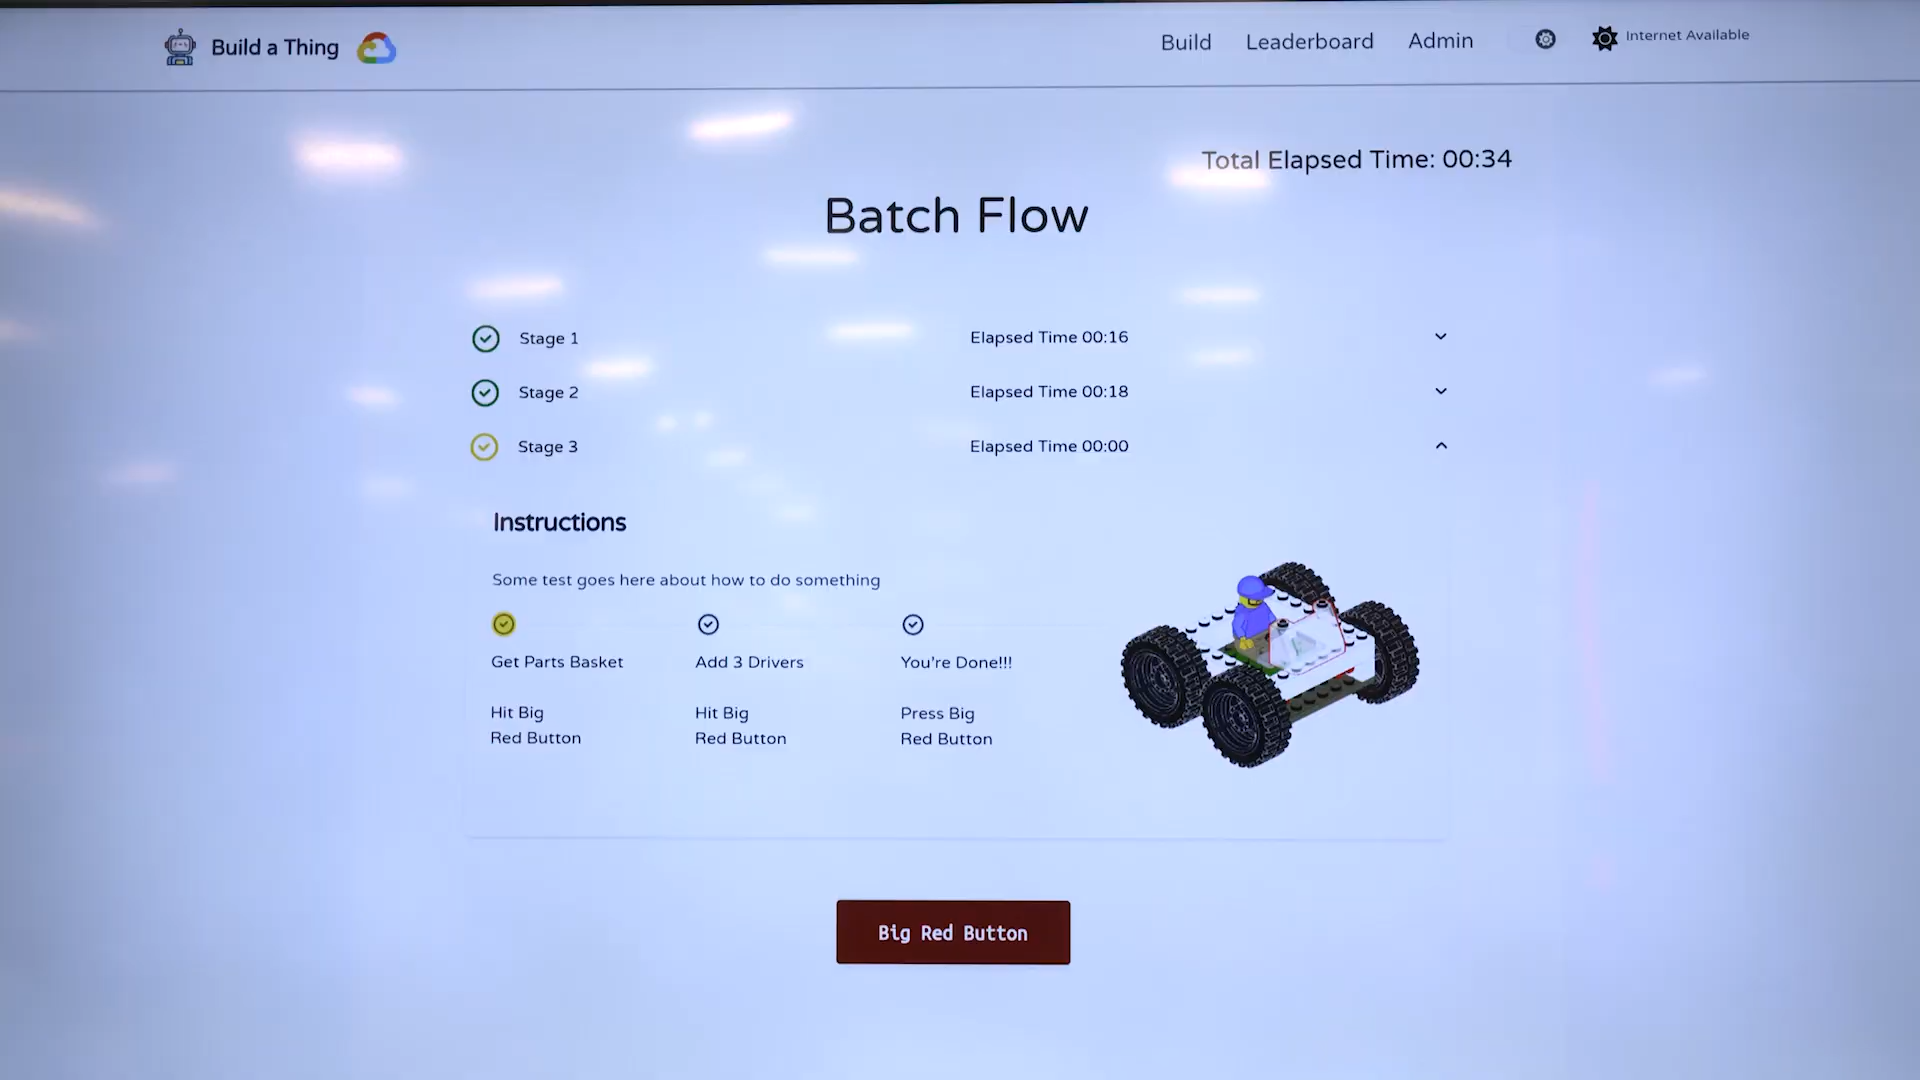 Build a Thing
Build Leaderboard Admin Internet Available
Total Elapsed Time: 00:34
Batch Flow
Stage 1 Elapsed Time 00:16
Stage 2 Elapsed Time 00:18
Stage 3 Elapsed Time 00:00
Instructions
Some test goes here about how to do something
Get Parts Basket
Hit Big
Red Button
Add 3 Drivers
Hit Big
Red Button
You're Done!!!
Press Big
Red Button
Big Red Button